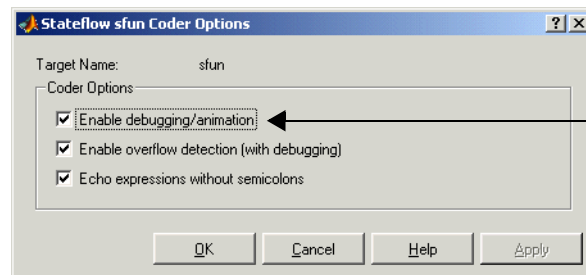 Stateflow sfun Coder Options
Target Name: sfun
Coder Options
Enable debugging/animation
Enable overflow detection (with debugging)
Echo expressions without semicolons
OK Cancel Help Apply